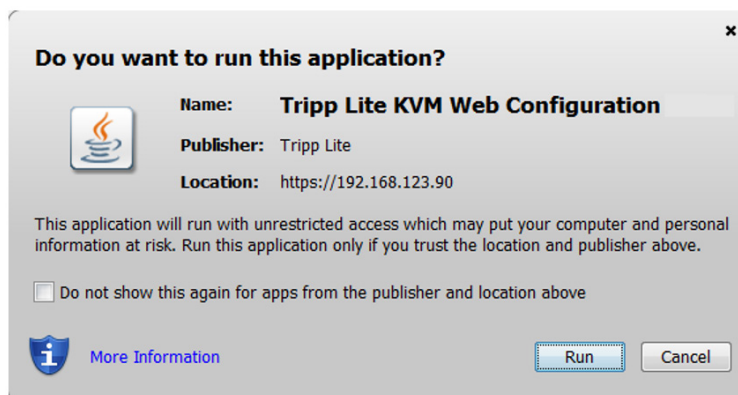 Do you want to run this application?
Name: Tripp Lite KVM Web Configuration
Publisher: Tripp Lite
Location: https://192.168.123.90
This application will run with unrestricted access which may put your computer and personal
information at risk. Run this application only if you trust the location and publisher above.
Do not show this again for apps from the publisher and location above
More Information
Run
Cancel